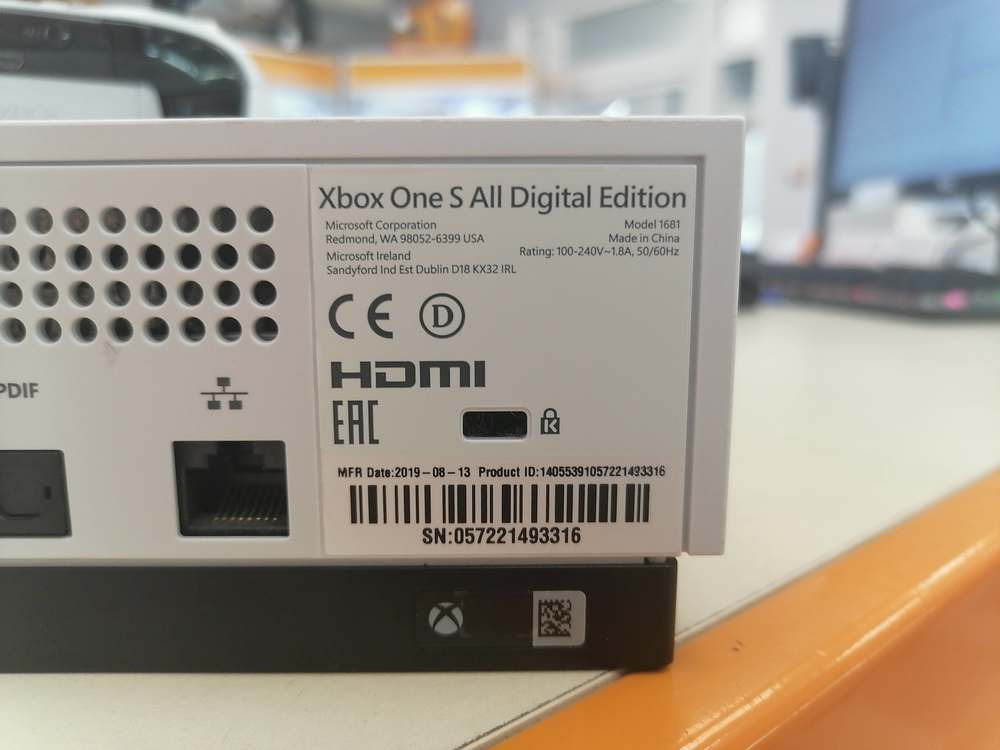 Xbox One S All Digital Edition
Microsoft Corporation
Redmond, WA 98052-6399 USA
Microsoft Ireland
Sandyford Ind Est Dublin D18 KX32 IRL
Model 1681
Made in China
Rating: 100-240V~1.8A, 50/60Hz
CE D
HDMI
EAC
K
PDIF
MFR Date:2019-08-13 Product ID:14055391057221493316
SN:057221493316